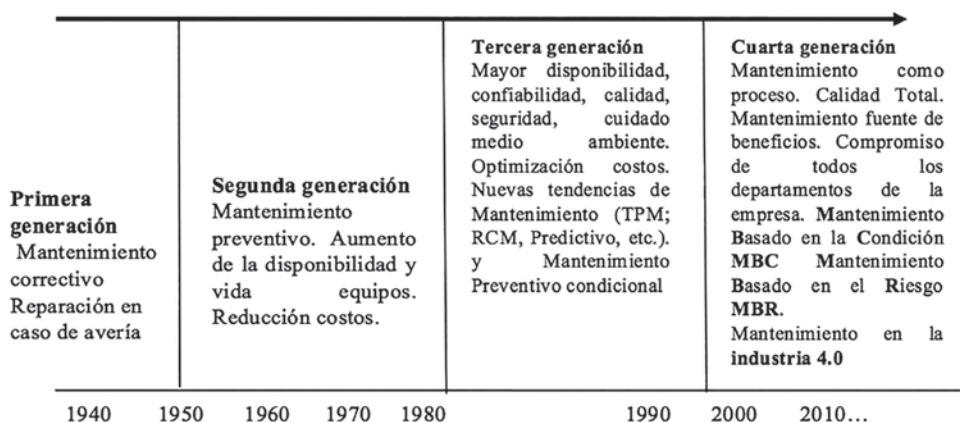 Primera
generación
Mantenimiento
correctivo
Reparación en
caso de avería
Segunda generación
Mantenimiento
preventivo. Aumento
de la disponibilidad y
vida equipos.
Reducción costos.
Tercera generación
Mayor disponibilidad,
confiabilidad, calidad,
seguridad, cuidado
medio ambiente.
Optimización costos.
Nuevas tendencias de
Mantenimiento (TPM;
RCM, Predictivo, etc.).
y Mantenimiento
Preventivo condicional
Cuarta generación
Mantenimiento como
proceso. Calidad Total.
Mantenimiento fuente de
beneficios. Compromiso
de todos los
departamentos de la
empresa. Mantenimiento
Basado en la Condición
MBC Mantenimiento
Basado en el Riesgo
MBR.
Mantenimiento en la
industria 4.0
1940 1950 1960 1970 1980 1990 2000 2010...